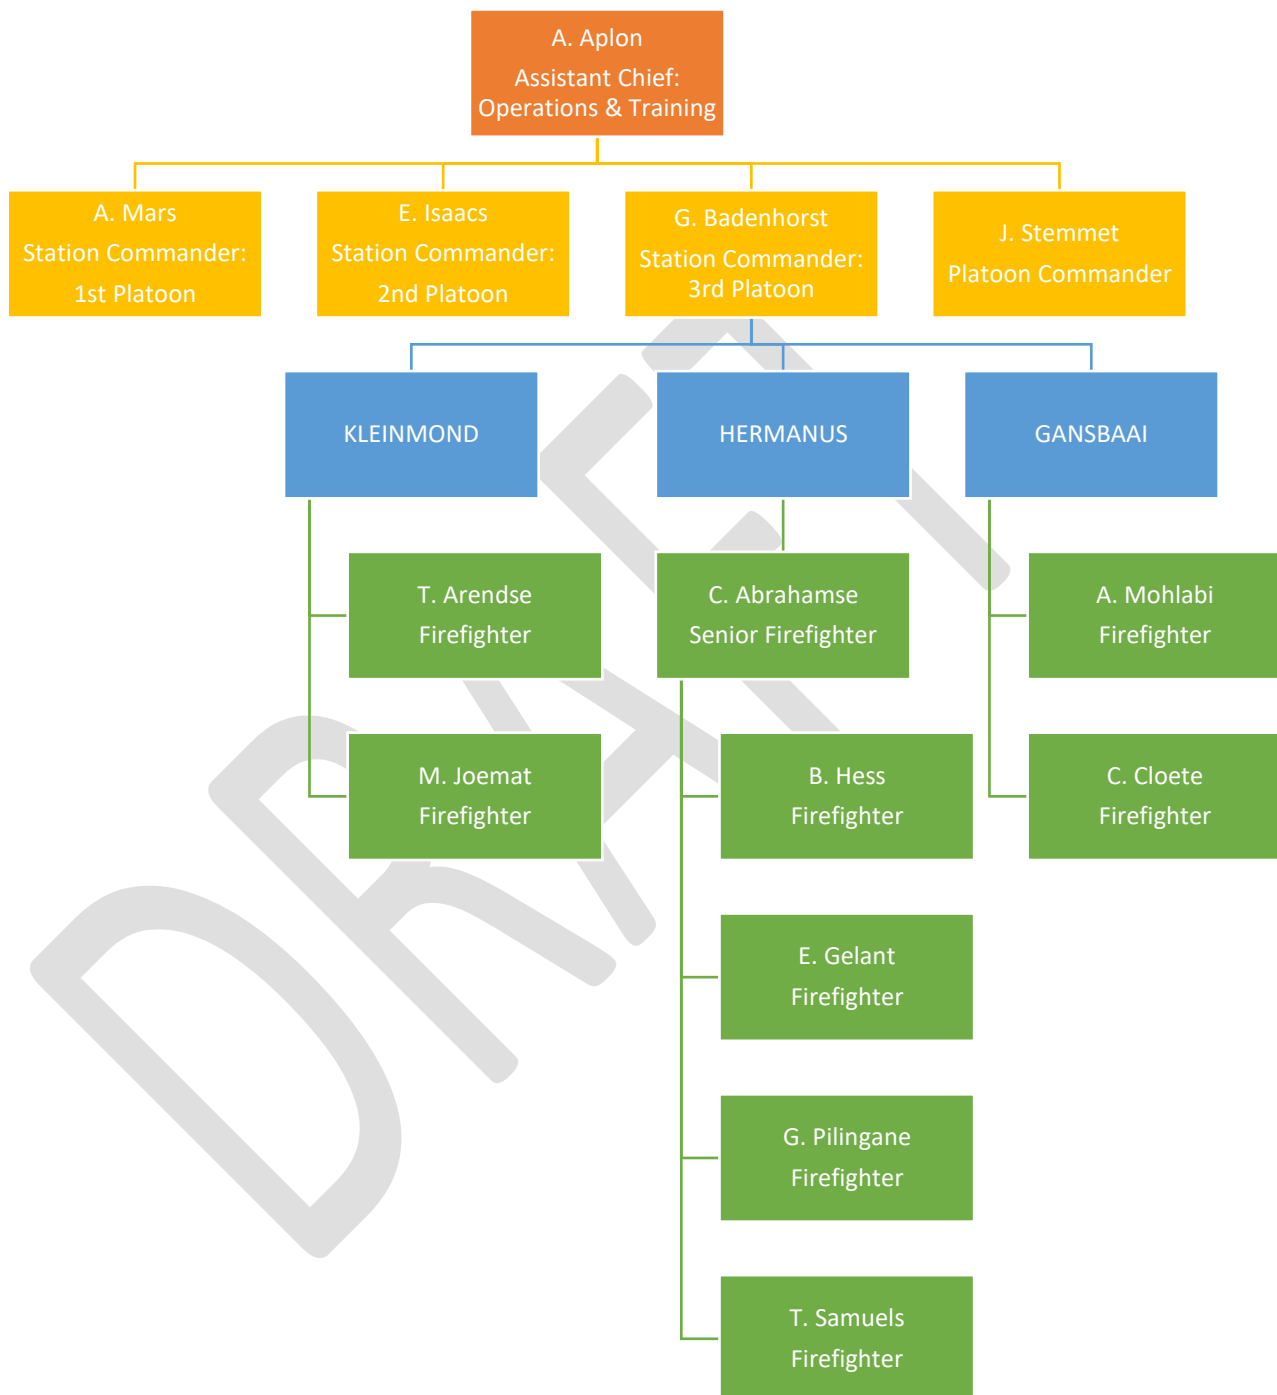 A. Aplon
Assistant Chief:
Operations & Training
A. Mars
Station Commander:
1st Platoon
E. Isaacs
Station Commander:
2nd Platoon
G. Badenhorst
Station Commander:
3rd Platoon
J. Stemmet
Platoon Commander
KLEINMOND
HERMANUS
GANSBAAI
T. Arendse
Firefighter
C. Abrahamse
Senior Firefighter
A. Mohlabi
Firefighter
M. Joemat
Firefighter
B. Hess
Firefighter
C. Cloete
Firefighter
E. Gelant
Firefighter
G. Pilingane
Firefighter
T. Samuels
Firefighter
DRAFT